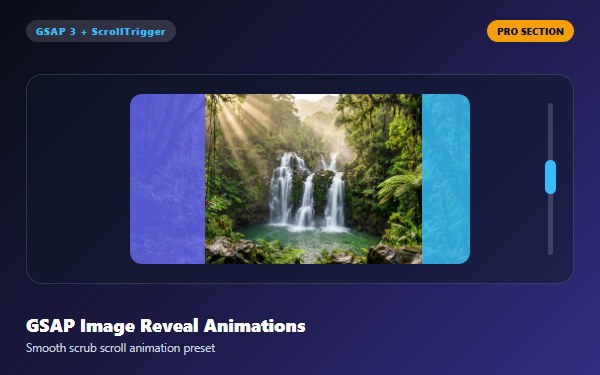 GSAP 3 + ScrollTrigger
PRO SECTION
GSAP Image Reveal Animations
Smooth scrub scroll animation preset